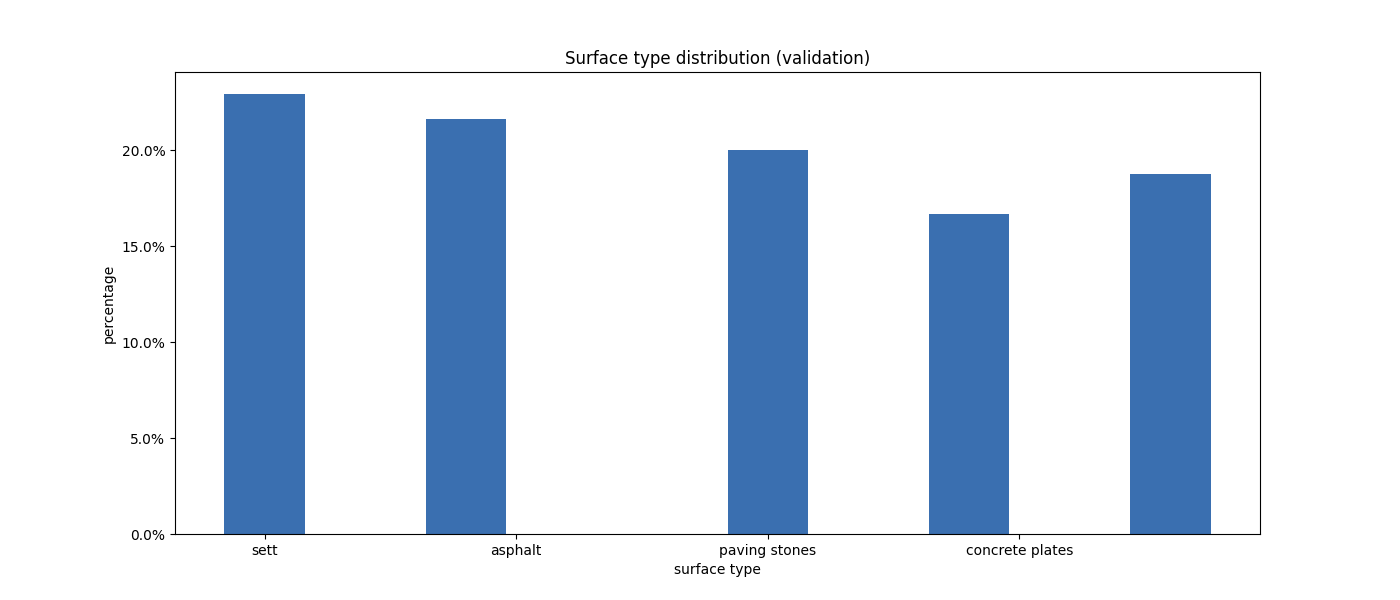 Surface type distribution (validation)
percentage
20.0%
15.0%
10.0%
5.0%
0.0%
sett asphalt paving stones concrete plates
surface type